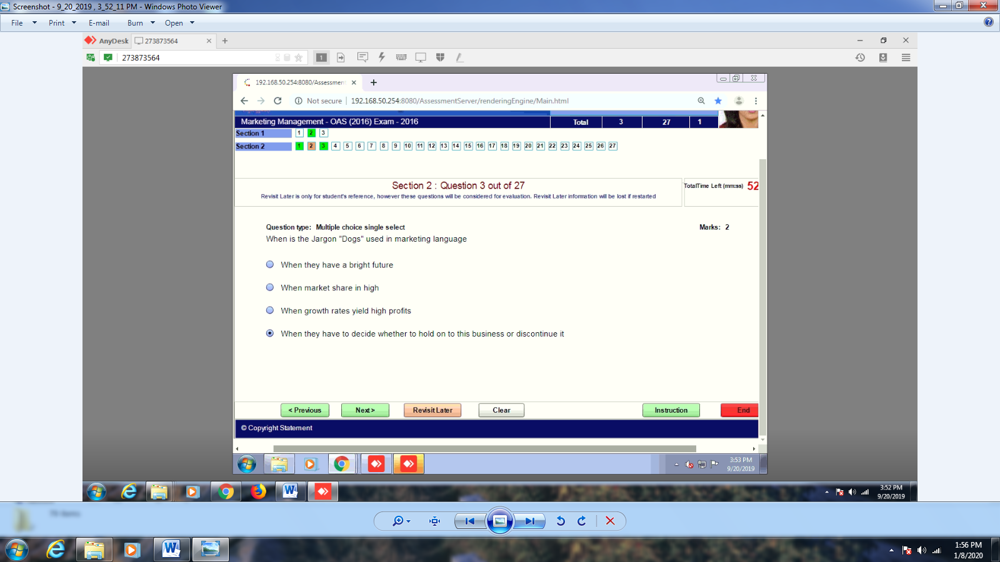 Screenshot - 9_20_2019 , 3_52_11 PM - Windows Photo Viewer
File Print E-mail Burn Open
AnyDesk 273873564
273873564 1
192.168.50.254:8080/Assessment
Not secure 192.168.50.254:8080/AssessmentServer/renderingEngine/Main.html
Marketing Management - OAS (2016) Exam - 2016 Total 3 27 1
Section 1 1 2 3
Section 2 1 2 3 4 5 6 7 8 9 10 11 12 13 14 15 16 17 18 19 20 21 22 23 24 25 26 27
Section 2 : Question 3 out of 27
TotalTime Left (mm:ss) 52
Revisit Later is only for student's reference, however these questions will be considered for evaluation. Revisit Later information will be lost if restarted
Question type: Multiple choice single select Marks: 2
When is the Jargon "Dogs" used in marketing language
When they have a bright future
When market share in high
When growth rates yield high profits
When they have to decide whether to hold on to this business or discontinue it
< Previous Next > Revisit Later Clear Instruction End
© Copyright Statement
3:53 PM
9/20/2019
3:52 PM
9/20/2019
1:56 PM
1/8/2020